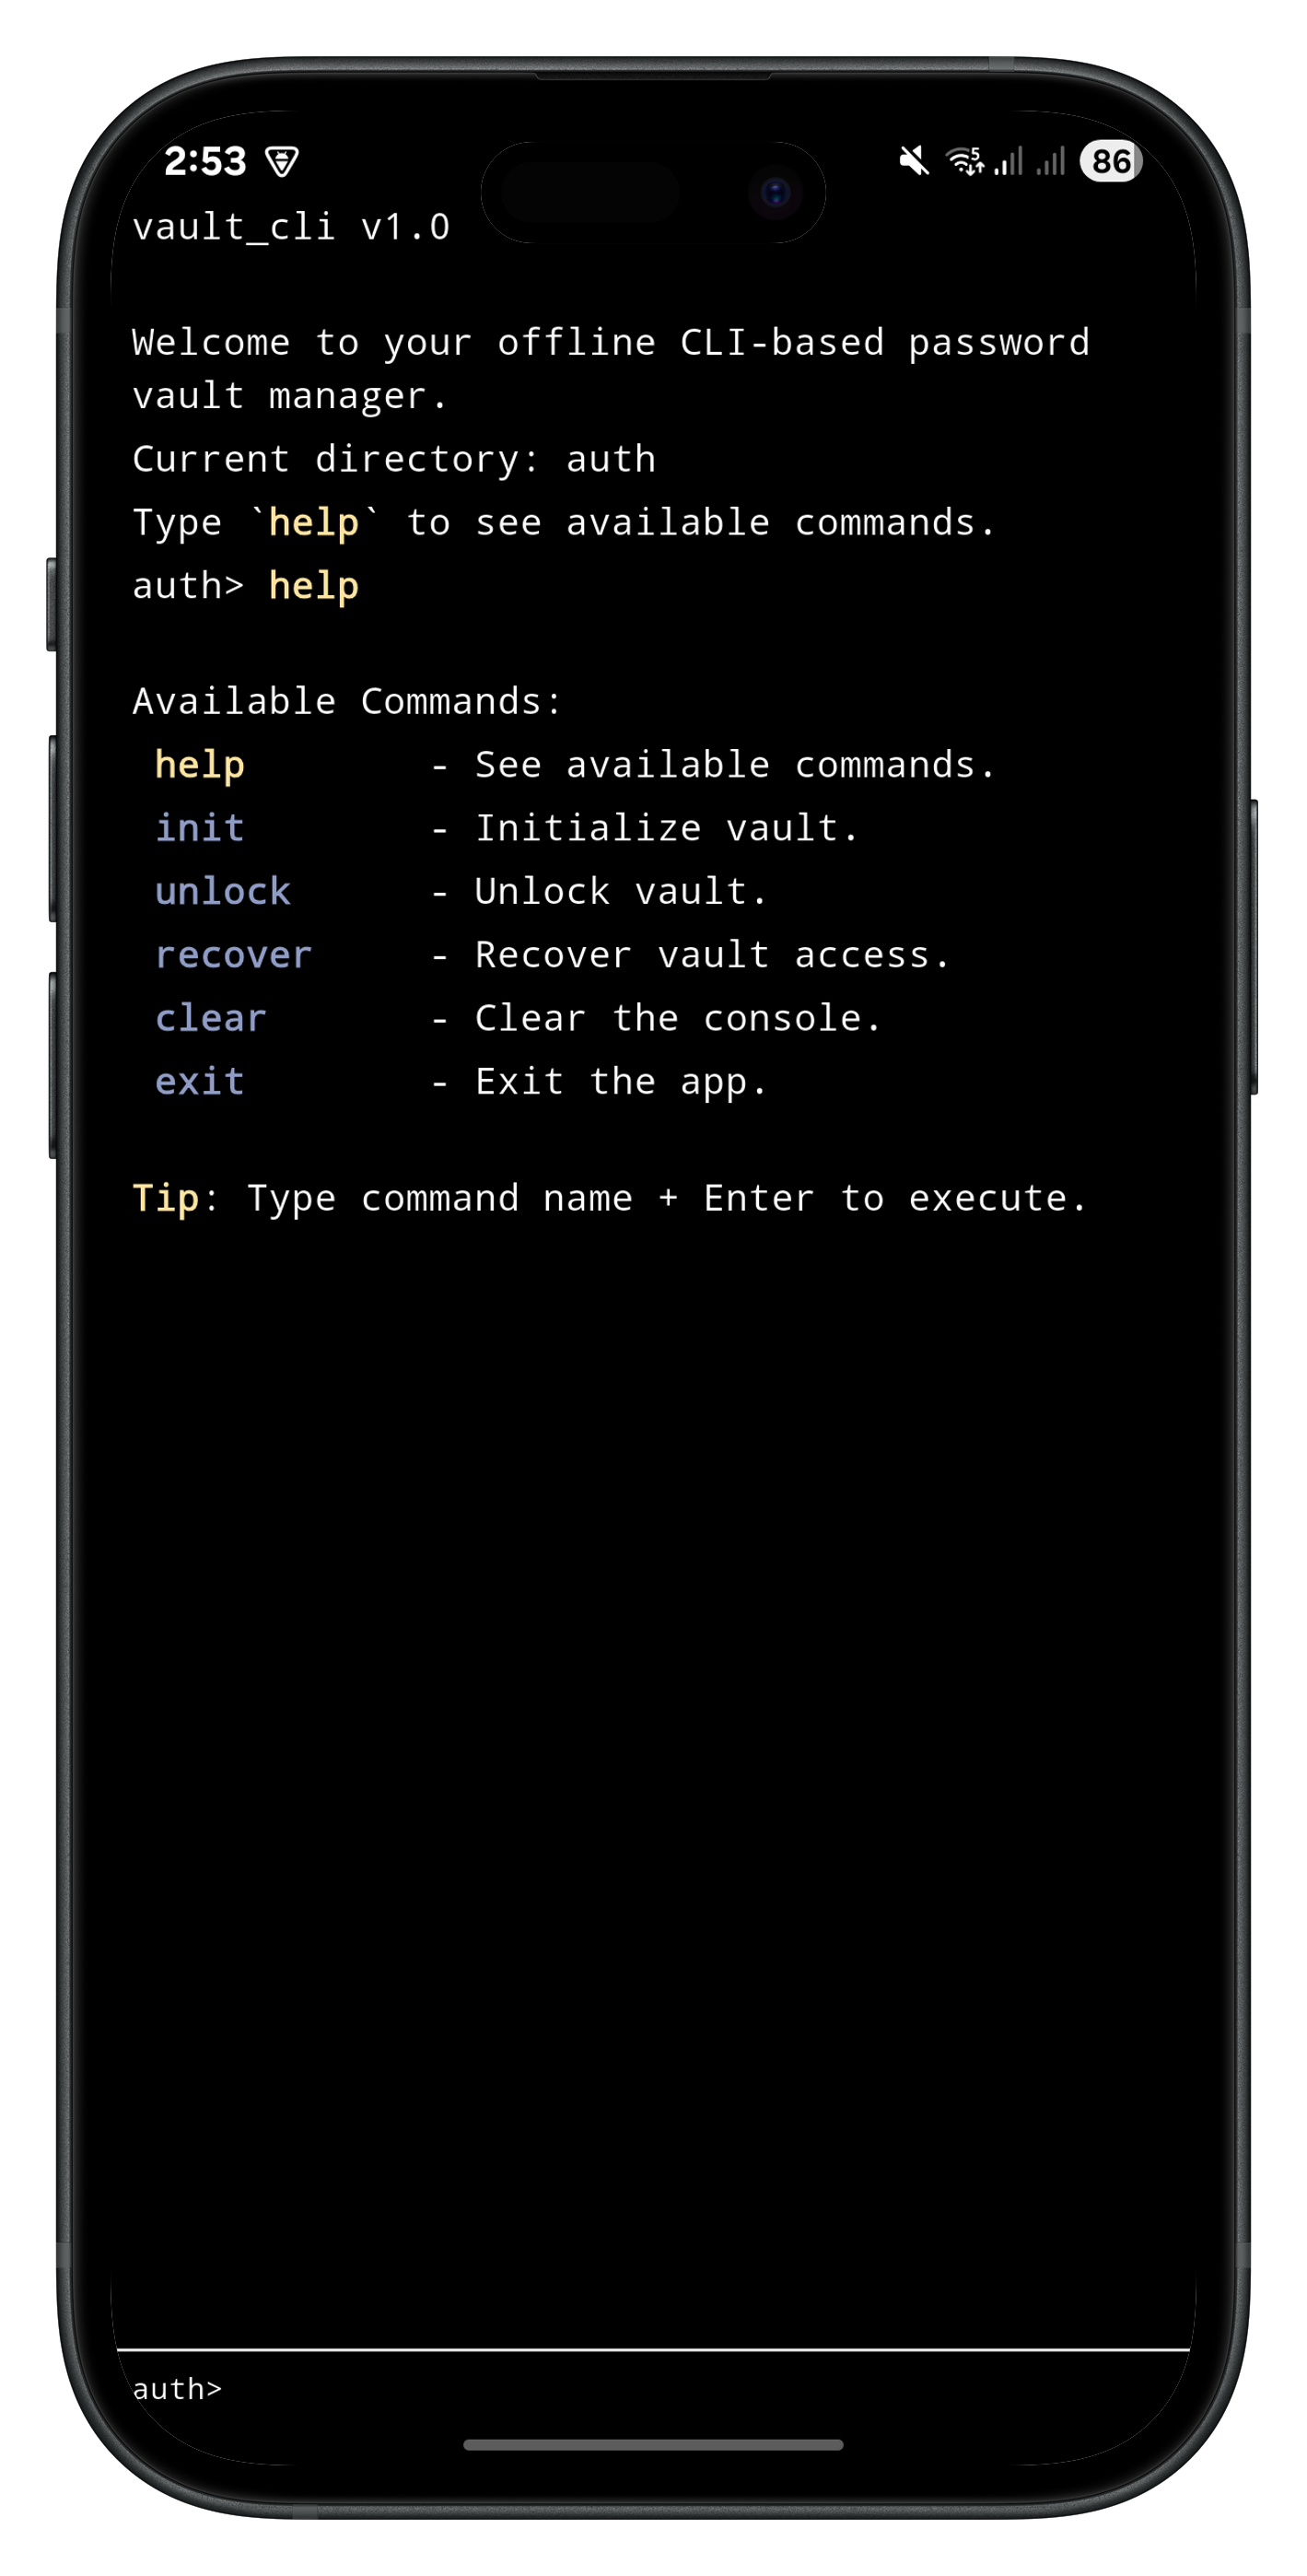 2:53
5
86
vault_cli v1.0
Welcome to your offline CLI-based password
vault manager.
Current directory: auth
Type `help` to see available commands.
auth> help
Available Commands:
help - See available commands.
init - Initialize vault.
unlock - Unlock vault.
recover - Recover vault access.
clear - Clear the console.
exit - Exit the app.
Tip: Type command name + Enter to execute.
auth>